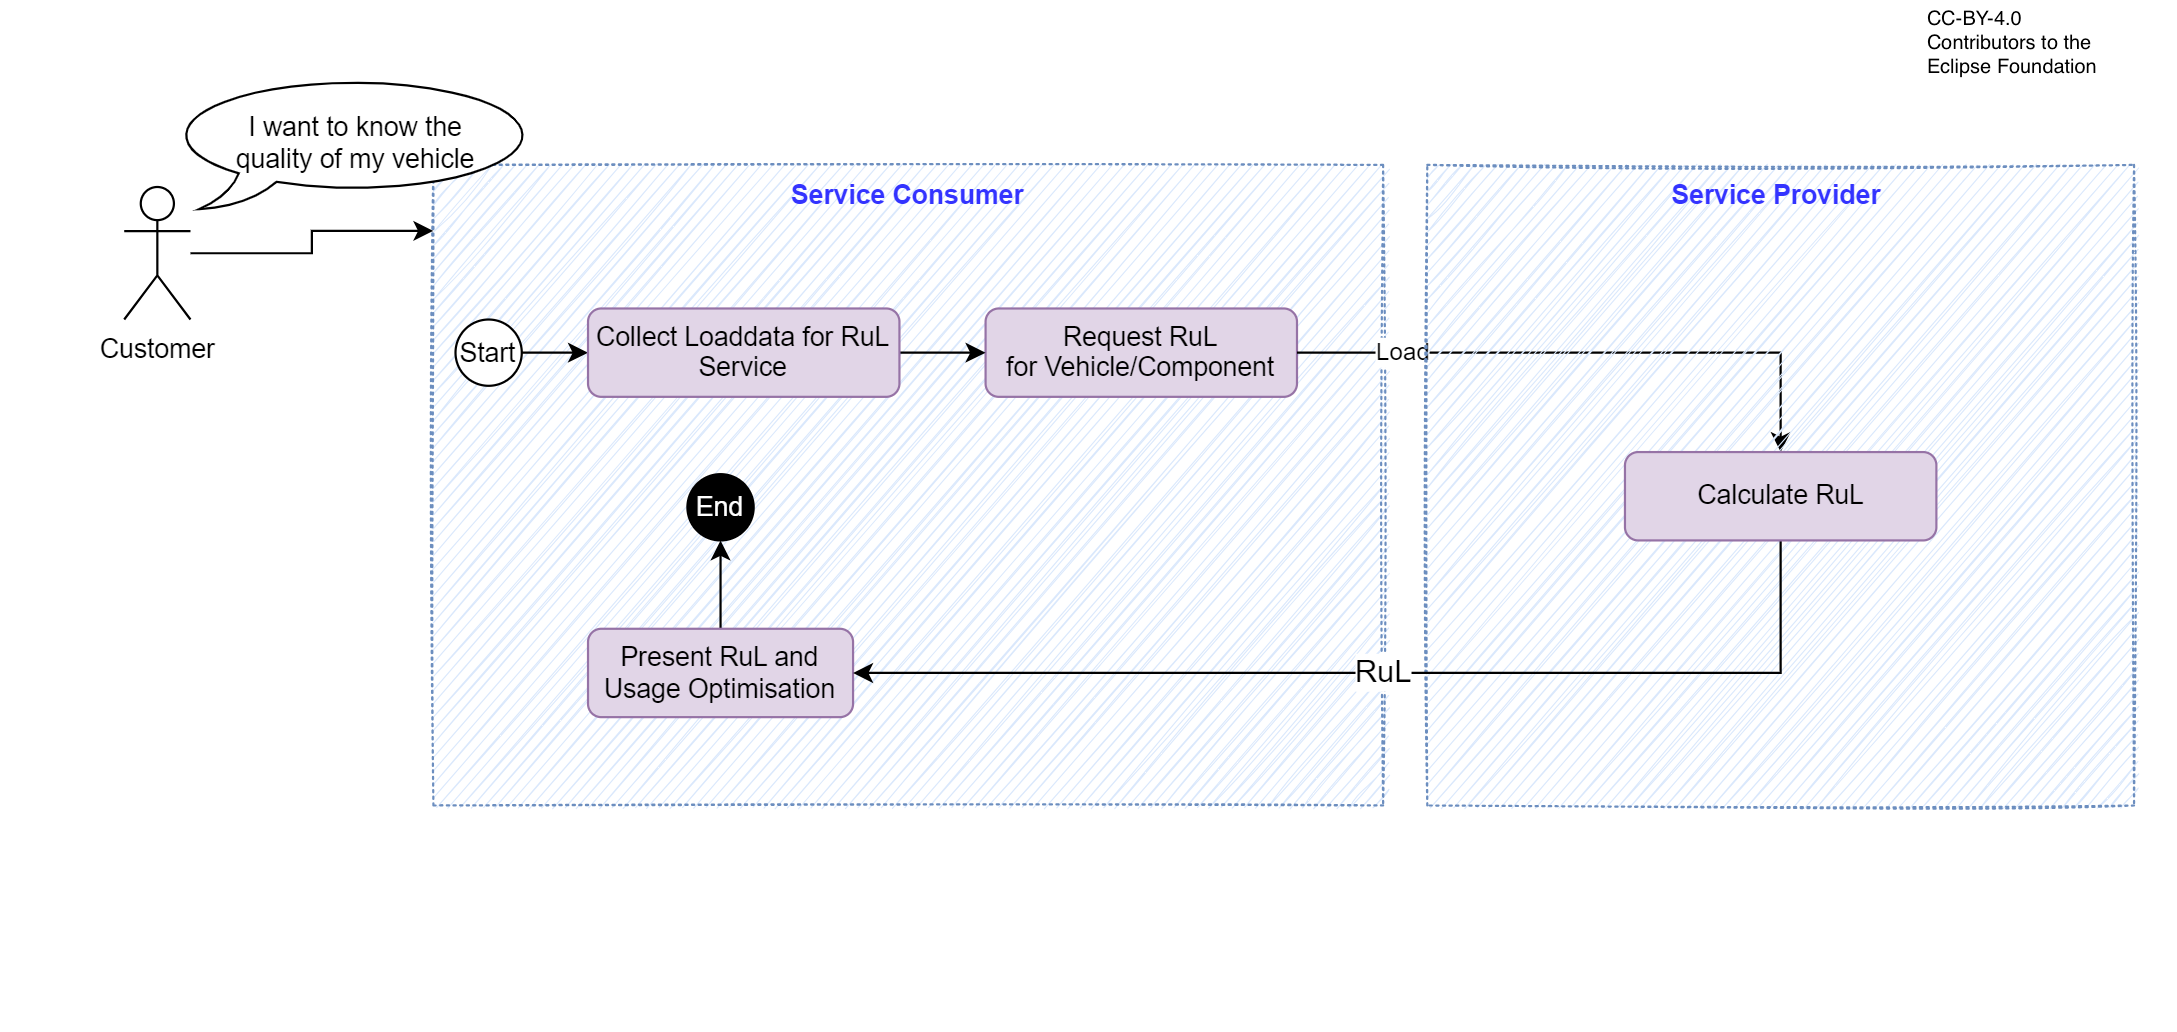 CC-BY-4.0
Contributors to the
Eclipse Foundation
I want to know the
quality of my vehicle
Customer
Service Consumer
Service Provider
Start
Collect Loaddata for RuL
Service
Request RuL
for Vehicle/Component
Load
Calculate RuL
End
Present RuL and
Usage Optimisation
RuL